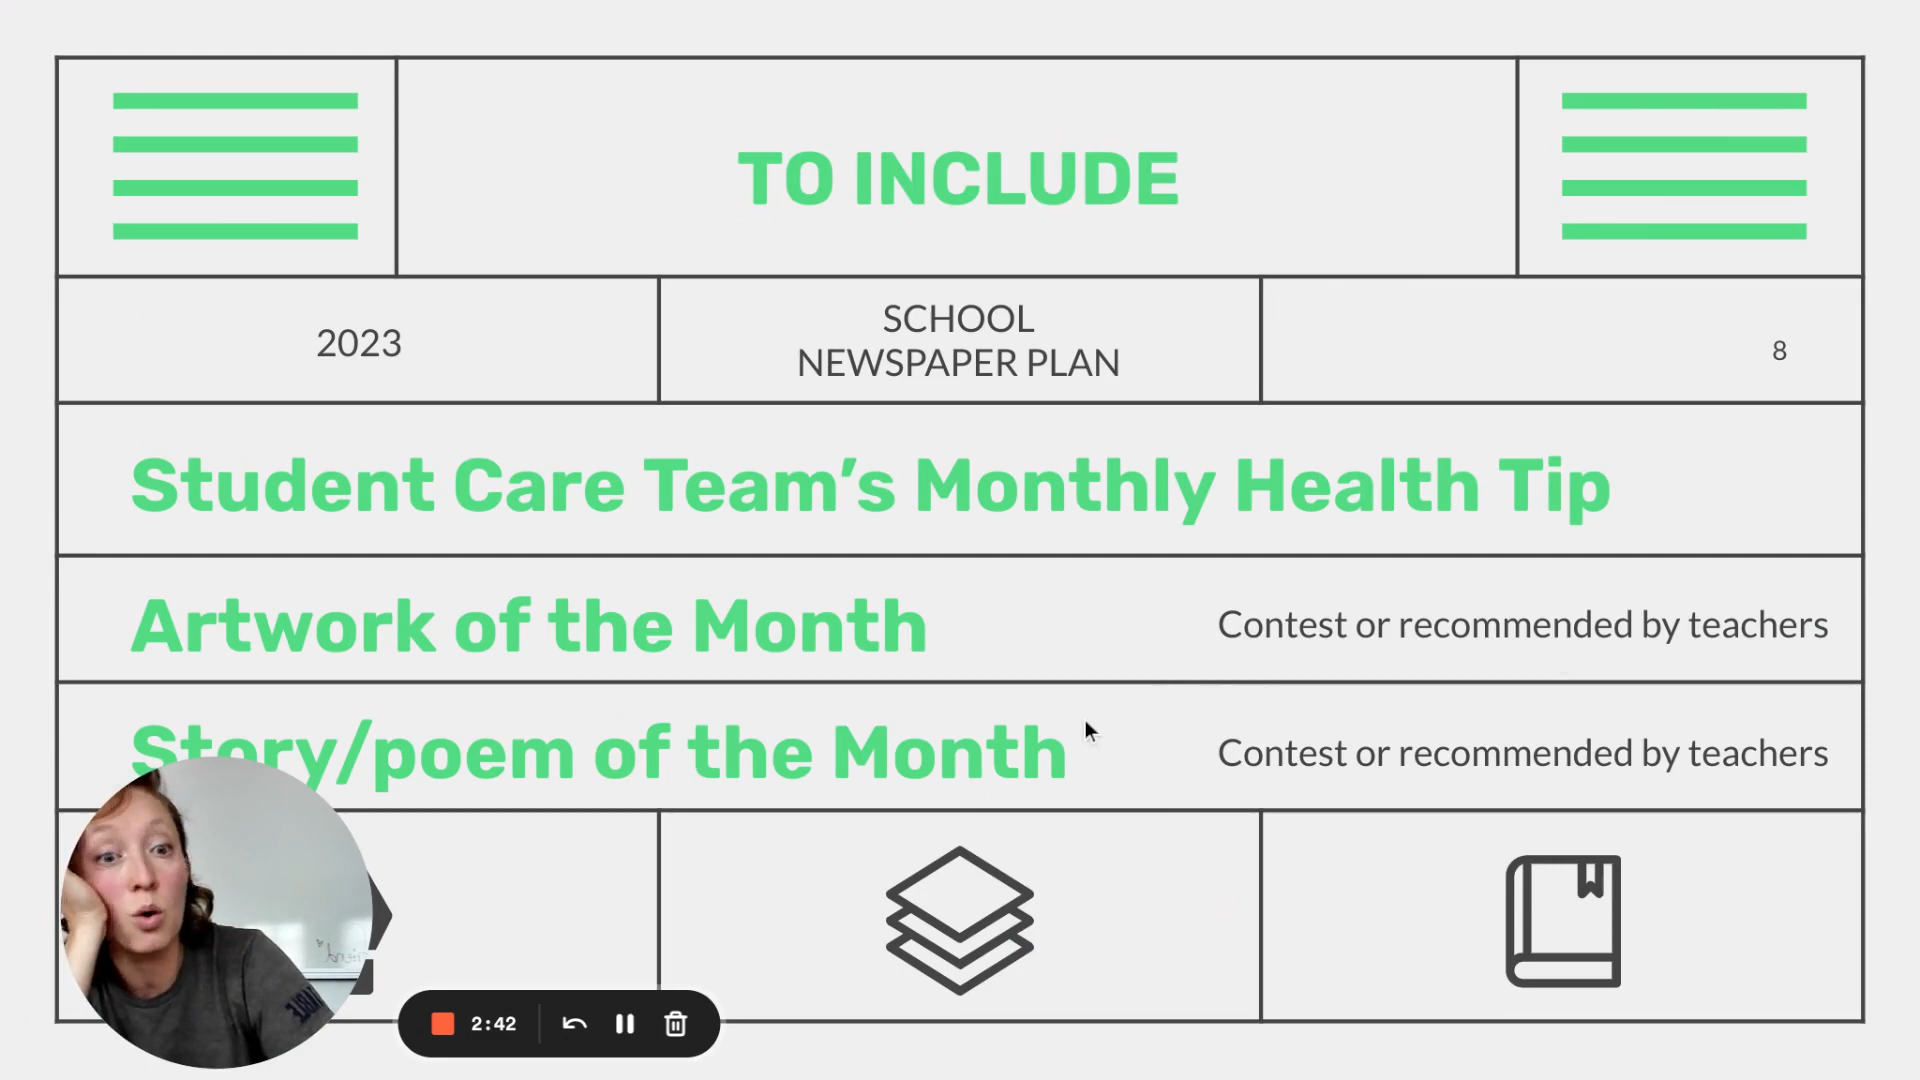 TO INCLUDE
2023
SCHOOL
NEWSPAPER PLAN
8
Student Care Team’s Monthly Health Tip
Artwork of the Month
Contest or recommended by teachers
Story/poem of the Month
Contest or recommended by teachers
2:42